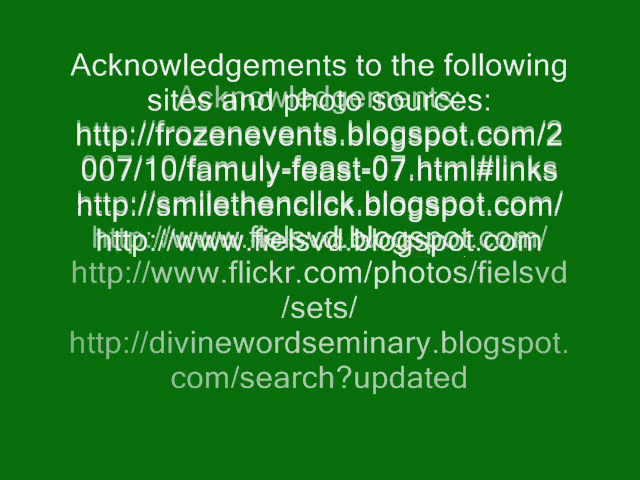 Acknowledgements to the following
sites and photo sources:
Acknowledgements:
http://frozenevents.blogspot.com/2
007/10/famuly-feast-07.html#links
http://smilethenclick.blogspot.com/
http://www.fielsvd.blogspot.com
http://www.flickr.com/photos/fielsvd
/sets/
http://divinewordseminary.blogspot.
com/search?updated